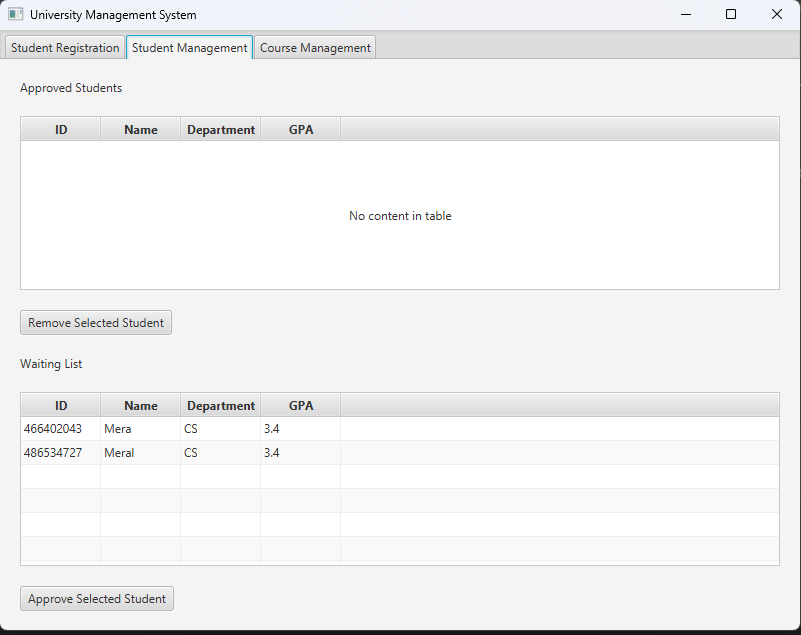 University Management System
Student Registration Student Management Course Management
Approved Students
ID Name Department GPA
No content in table
Remove Selected Student
Waiting List
ID Name Department GPA
466402043 Mera CS 3.4
486534727 Meral CS 3.4
Approve Selected Student